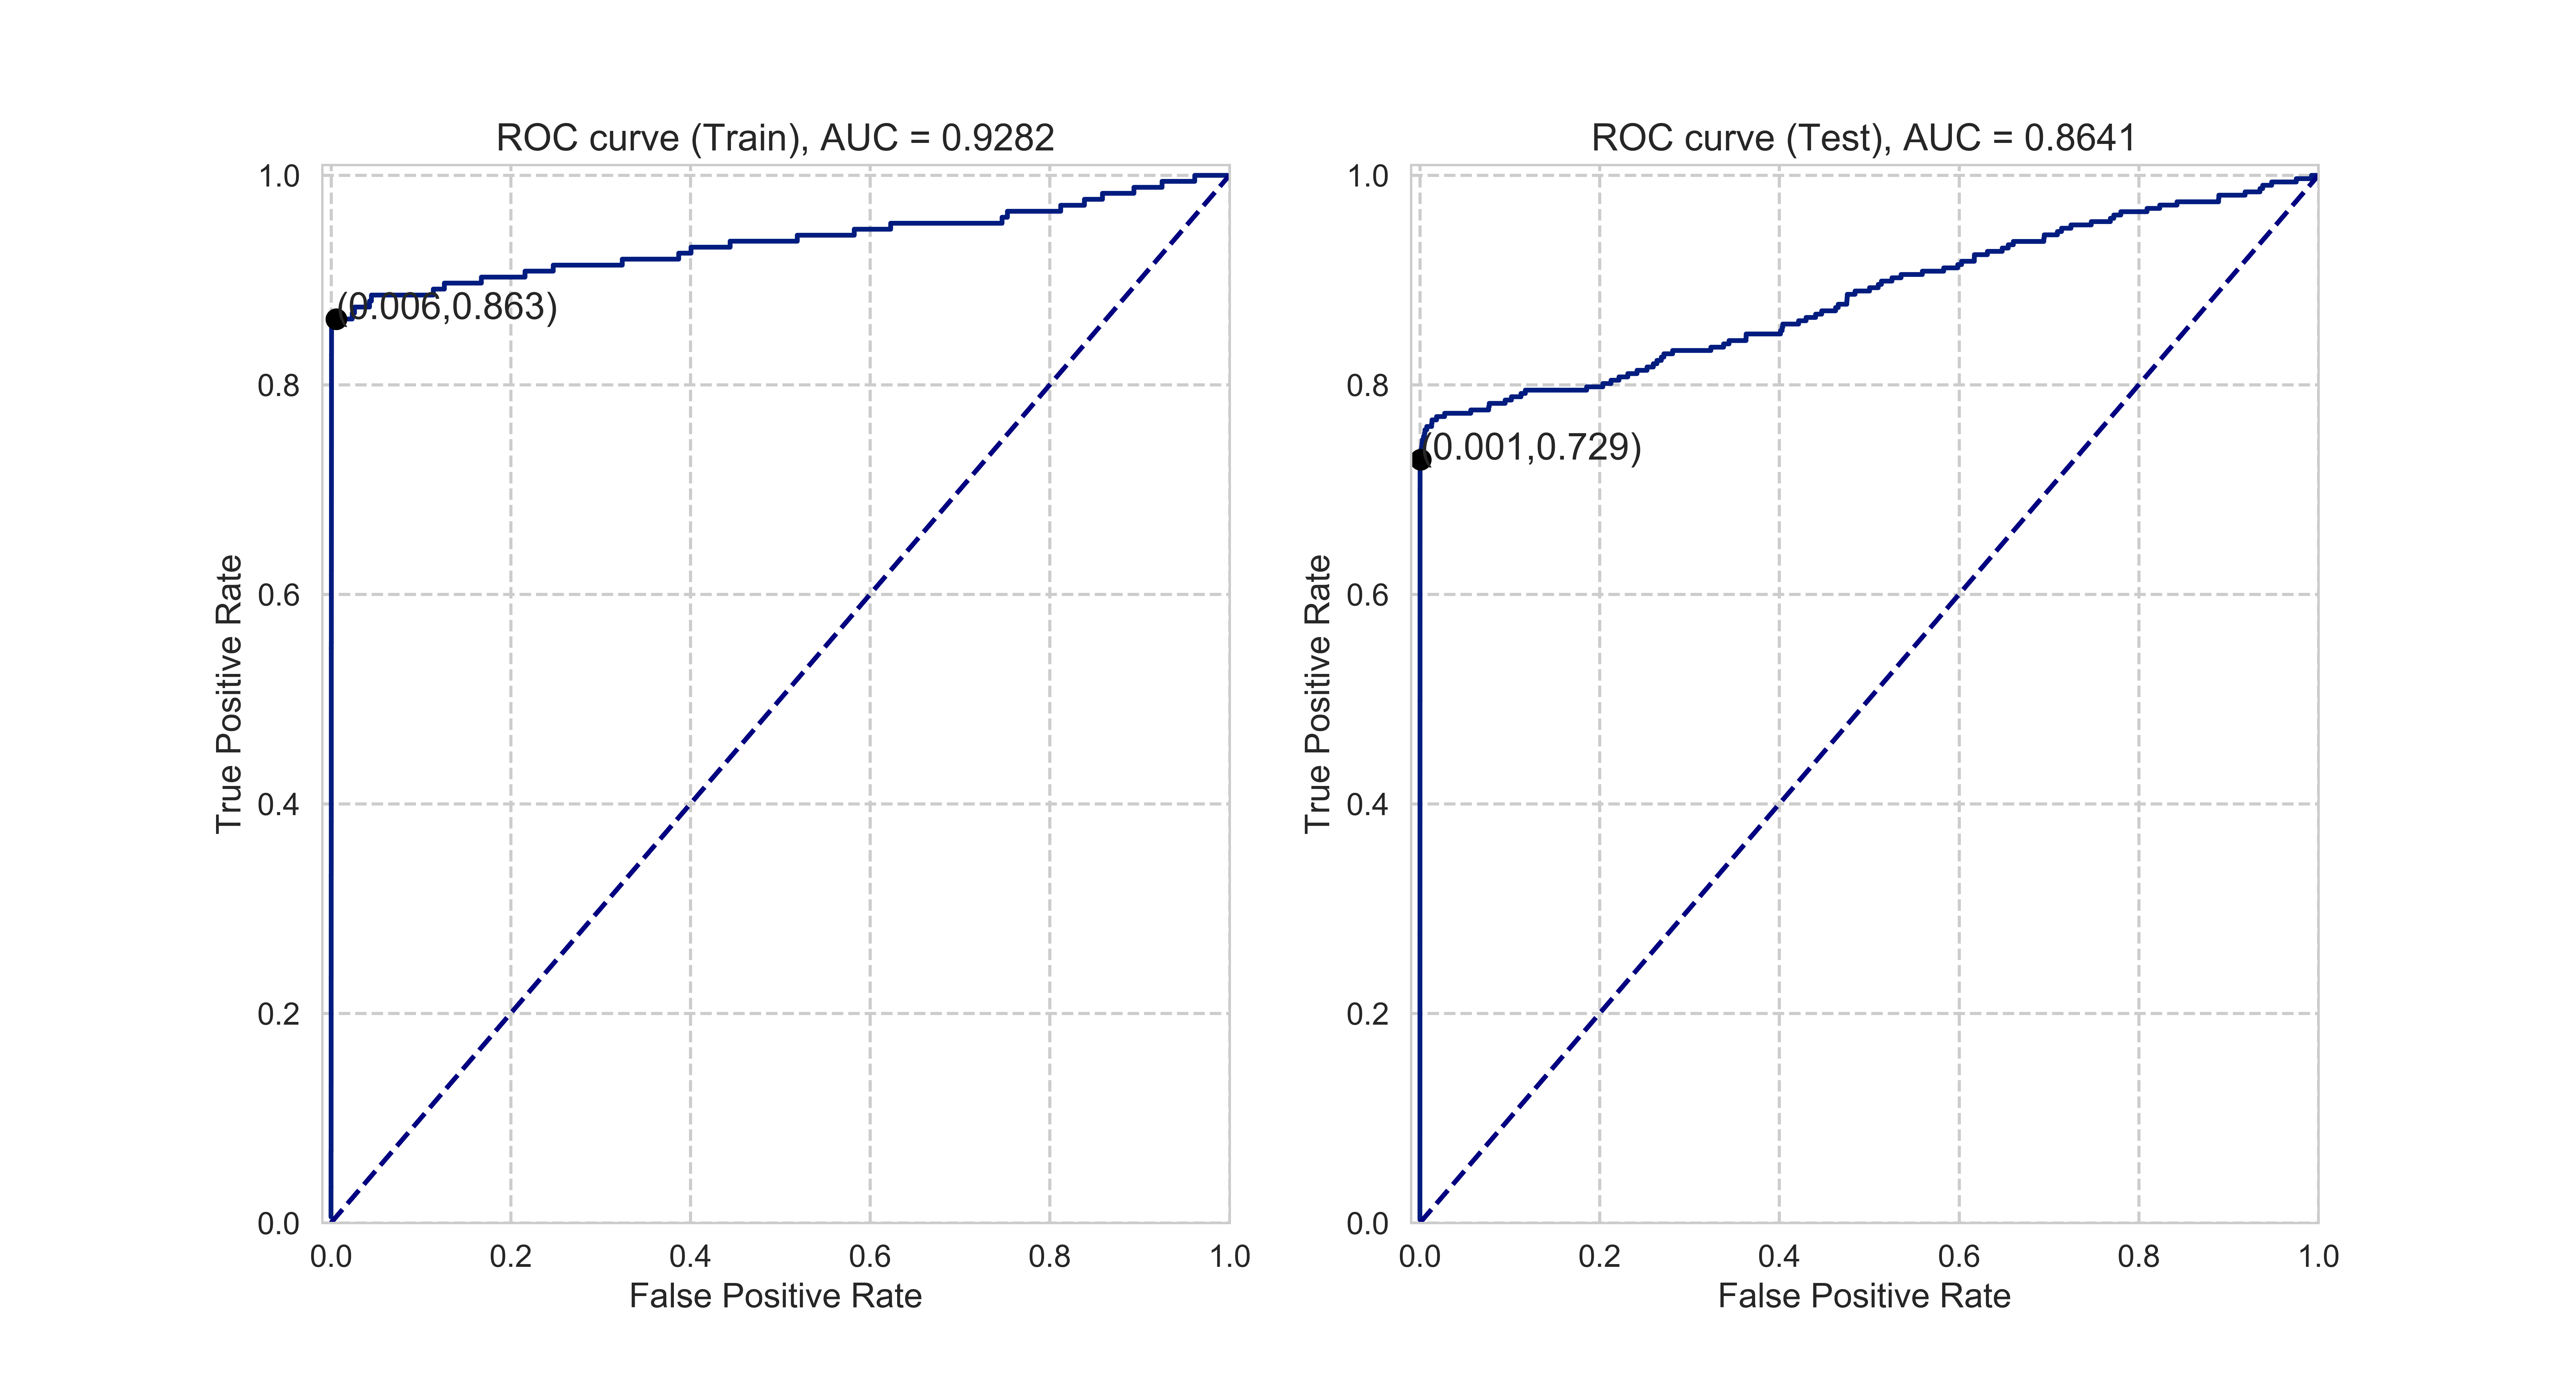 ROC curve (Train), AUC = 0.9282
1.0
0.8
0.6
0.4
0.2
0.0
True Positive Rate
(0.006,0.863)
0.0 0.2 0.4 0.6 0.8 1.0
False Positive Rate
ROC curve (Test), AUC = 0.8641
1.0
0.8
0.6
0.4
0.2
0.0
True Positive Rate
(0.001,0.729)
0.0 0.2 0.4 0.6 0.8 1.0
False Positive Rate